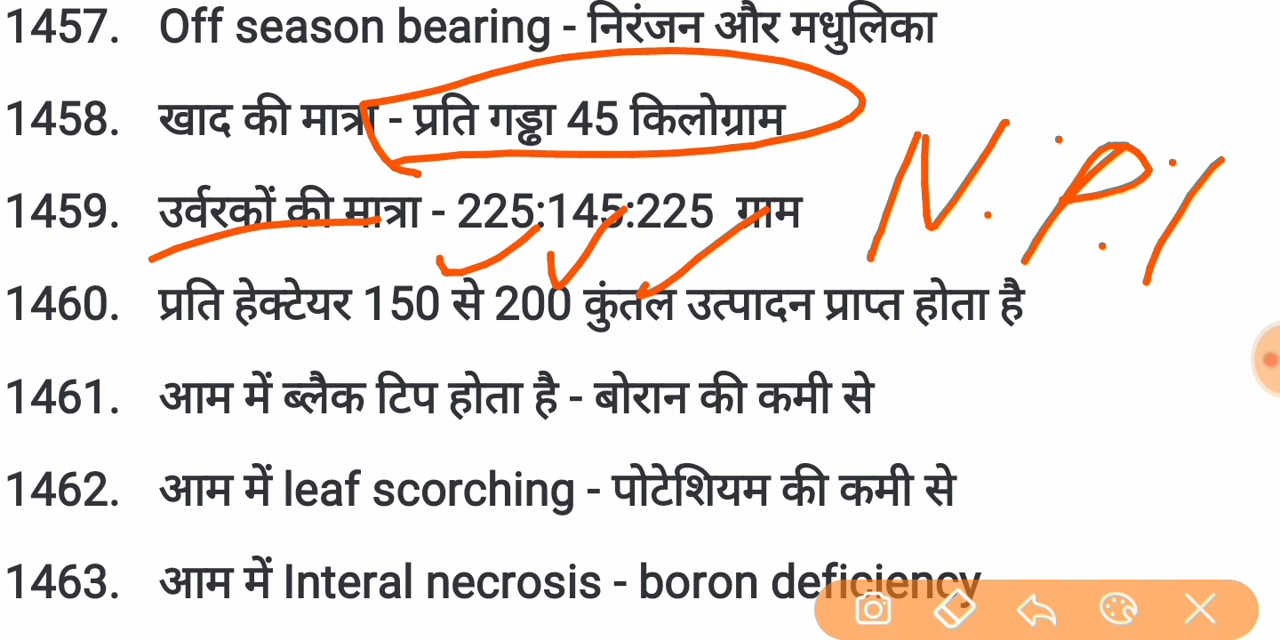 1457. Off season bearing - निरंजन और मधुलिका
1458. खाद की मात्रा - प्रति गड्ढा 45 किलोग्राम
1459. उर्वरकों की मात्रा - 225:145:225 ग्राम
N. P.
1460. प्रति हेक्टेयर 150 से 200 कुंतल उत्पादन प्राप्त होता है
1461. आम में ब्लैक टिप होता है - बोरान की कमी से
1462. आम में leaf scorching - पोटेशियम की कमी से
1463. आम में Interal necrosis - boron deficiency